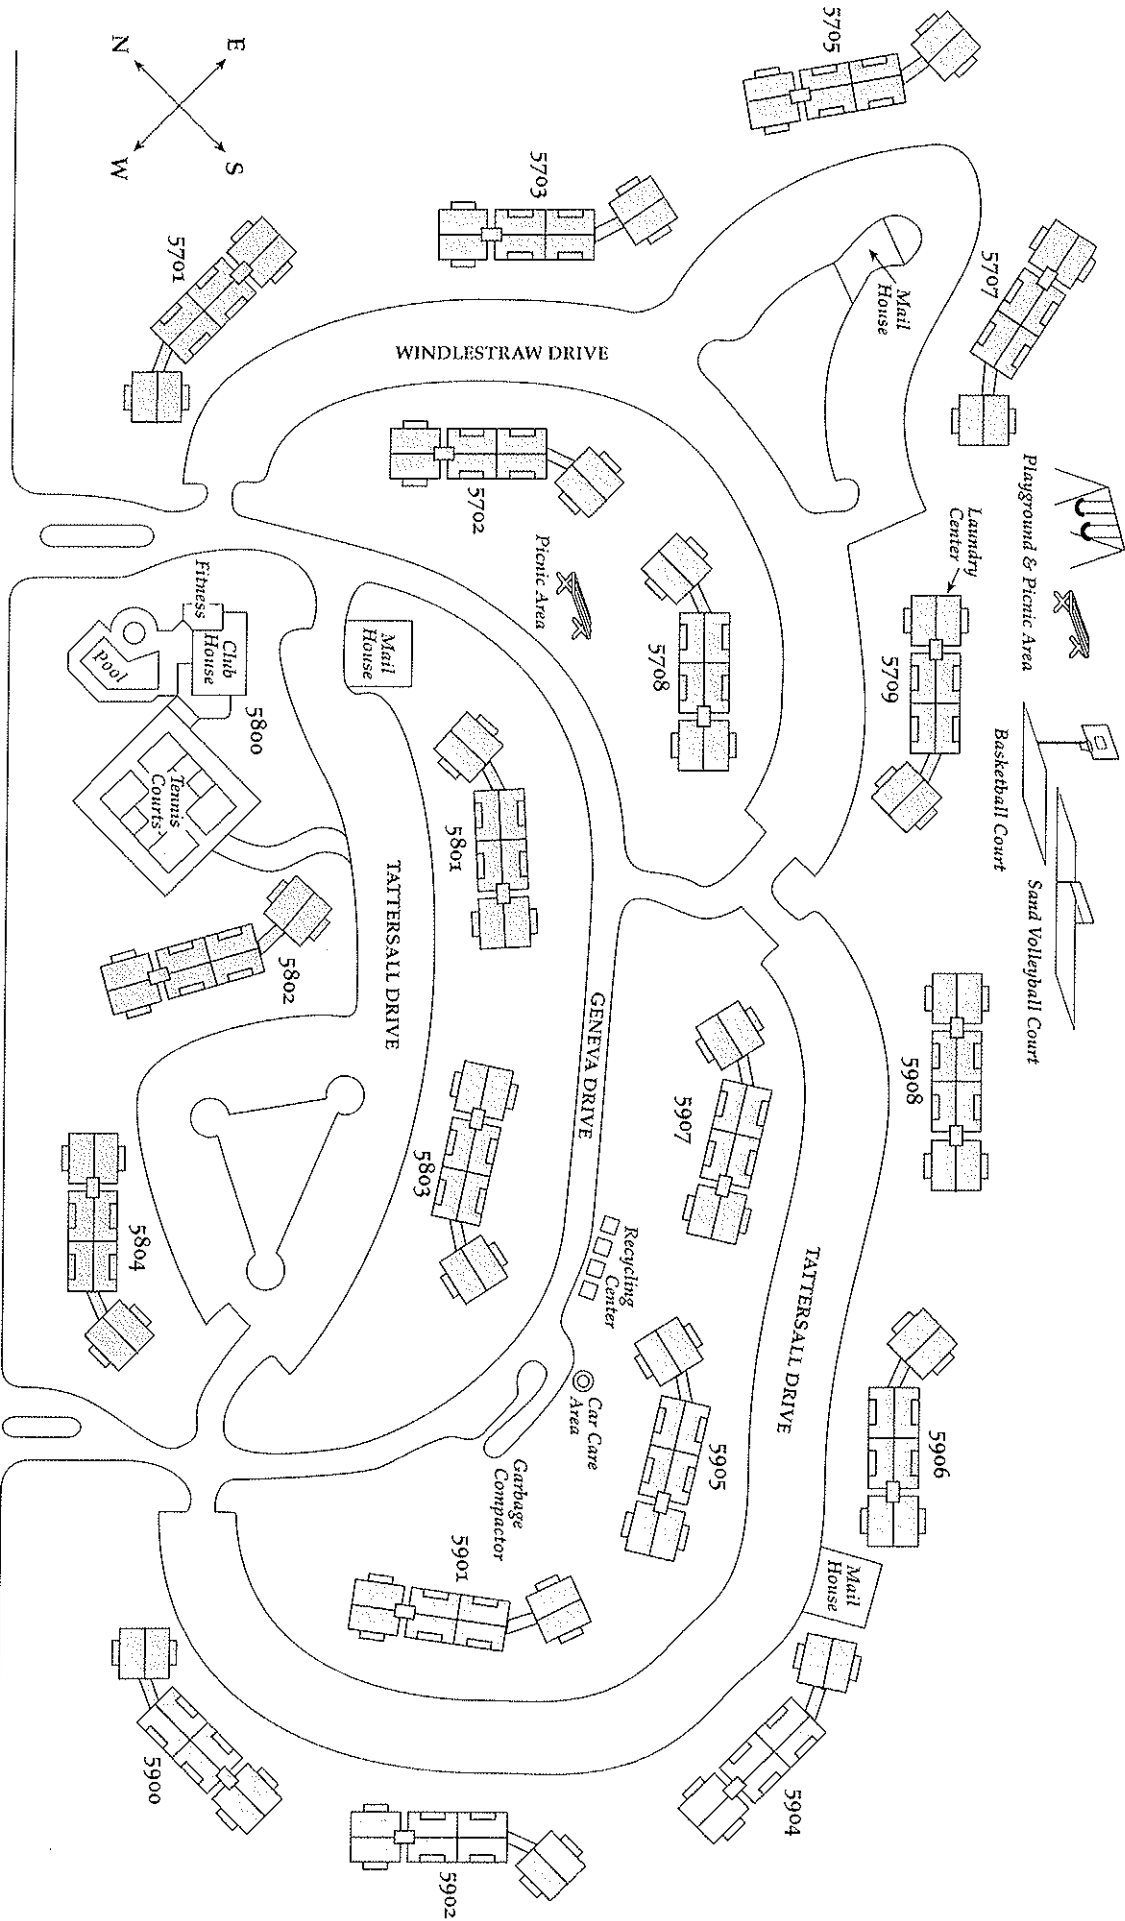 E
N
S
W
5705
5703
5701
5707
Mail
House
WINDLESTRAW DRIVE
5702
Picnic Area
5708
Playground & Picnic Area
Laundry
Center
5709
Basketball Court
Sand Volleyball Court
Fitness
Club
House
Pool
5800
Mail
House
Tennis
Courts
5801
5802
TATTERSALL DRIVE
GENEVA DRIVE
5803
5804
5908
5907
Recycling
Center
TATTERSALL DRIVE
Car Care
Area
Garbage
Compactor
5905
5906
Mail
House
5901
5904
5900
5902